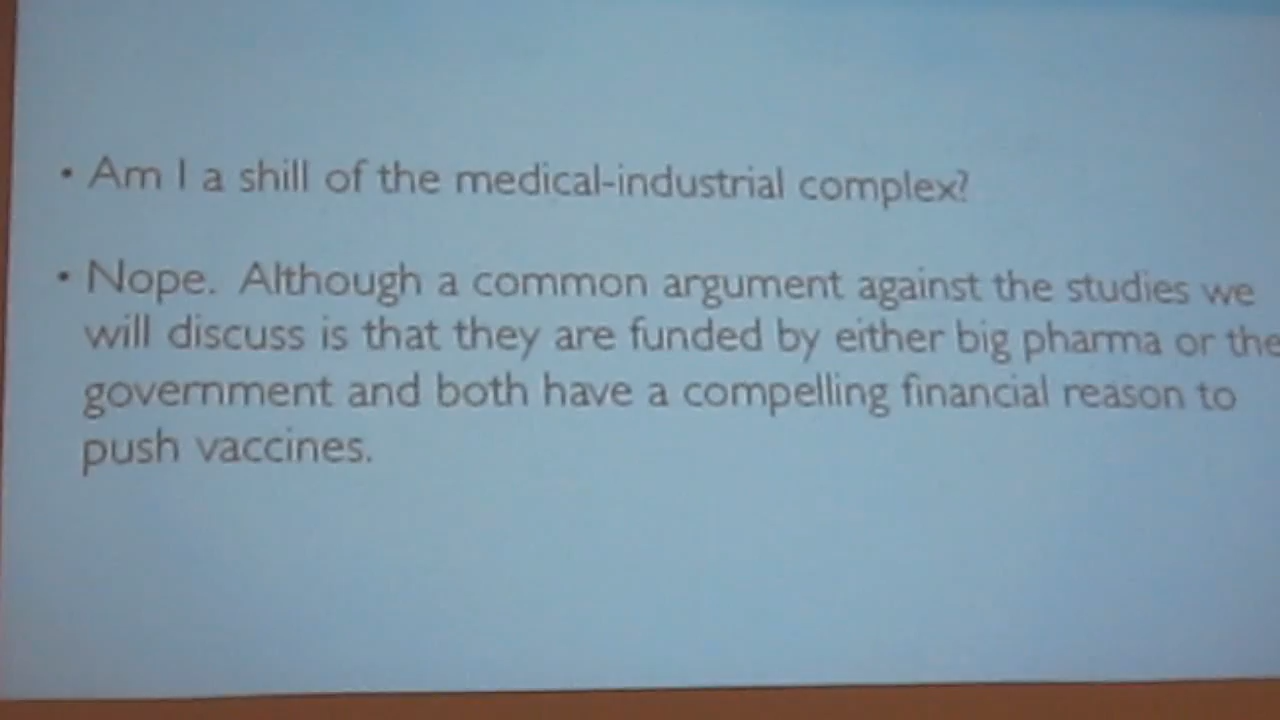 • Am I a shill of the medical-industrial complex?
• Nope. Although a common argument against the studies we
will discuss is that they are funded by either big pharma or the
government and both have a compelling financial reason to
push vaccines.